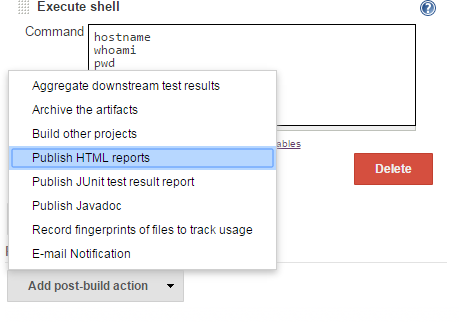 Execute shell
Command
hostname
whoami
pwd
Aggregate downstream test results
Archive the artifacts
Build other projects
ables
Publish HTML reports
Delete
Publish JUnit test result report
Publish Javadoc
Record fingerprints of files to track usage
E-mail Notification
Add post-build action